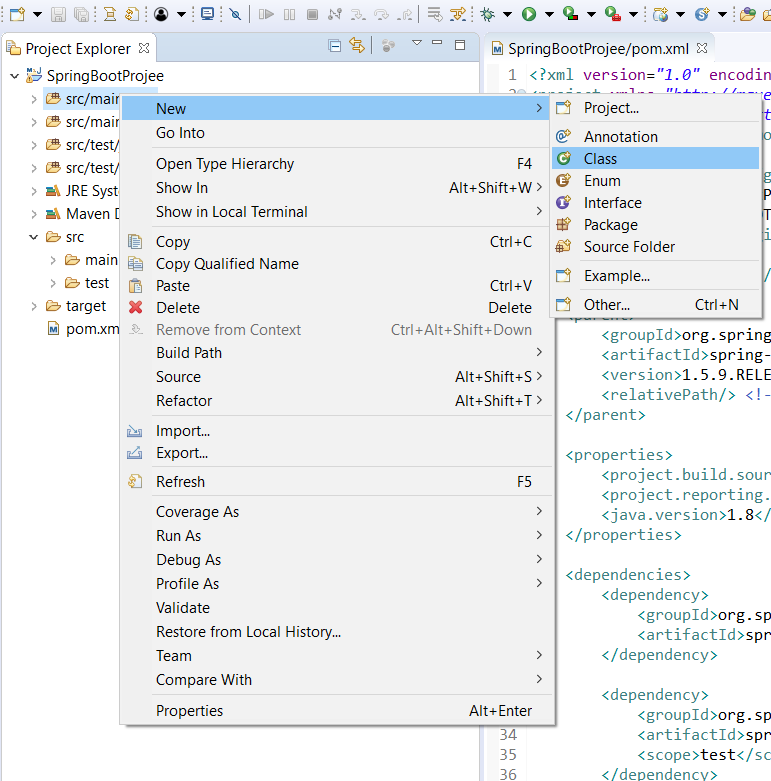 Project Explorer
SpringBootProjee
src/main
src/main
src/test/
src/test/
JRE Syst
Maven D
src
main
test
target
pom.xm
New
Go Into
Open Type Hierarchy F4
Show In Alt+Shift+W
Show in Local Terminal
Copy Ctrl+C
Copy Qualified Name
Paste Ctrl+V
Delete Delete
Remove from Context Ctrl+Alt+Shift+Down
Build Path
Source Alt+Shift+S
Refactor Alt+Shift+T
Import...
Export...
Refresh F5
Coverage As
Run As
Debug As
Profile As
Validate
Restore from Local History...
Team
Compare With
Properties Alt+Enter
Project...
Annotation
Class
Enum
Interface
Package
Source Folder
Example...
Other... Ctrl+N
SpringBootProjee/pom.xml
1 <?xml version="1.0" encodin
<groupId>org.spring
<artifactId>spring-
<version>1.5.9.RELE
<relativePath/> <!-
</parent>
<properties>
<project.build.sour
<project.reporting.
<java.version>1.8</
</properties>
<dependencies>
<dependency>
<groupId>org.sp
<artifactId>spr
</dependency>
<dependency>
<groupId>org.sp
34 <artifactId>spr
35 <scope>test</sc
36 </dependency>